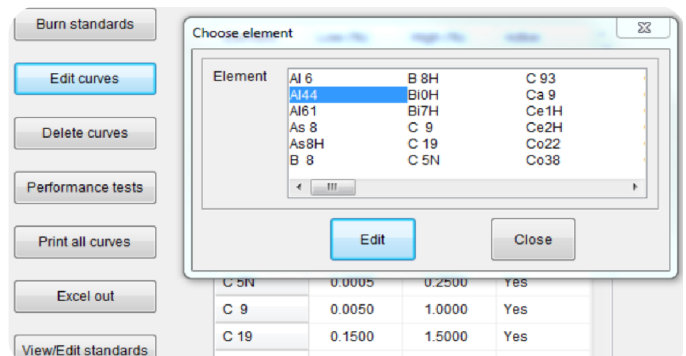 Burn standards
Edit curves
Delete curves
Performance tests
Print all curves
Excel out
View/Edit standards
Choose element
Element
Al 6 B 8H C 93
Al44 Bi0H Ca 9
Al61 Bi7H Ce1H
As 8 C 9 Ce2H
As8H C 19 Co22
B 8 C 5N Co38
Edit Close
C 5N 0.0005 0.2500 Yes
C 9 0.0050 1.0000 Yes
C 19 0.1500 1.5000 Yes